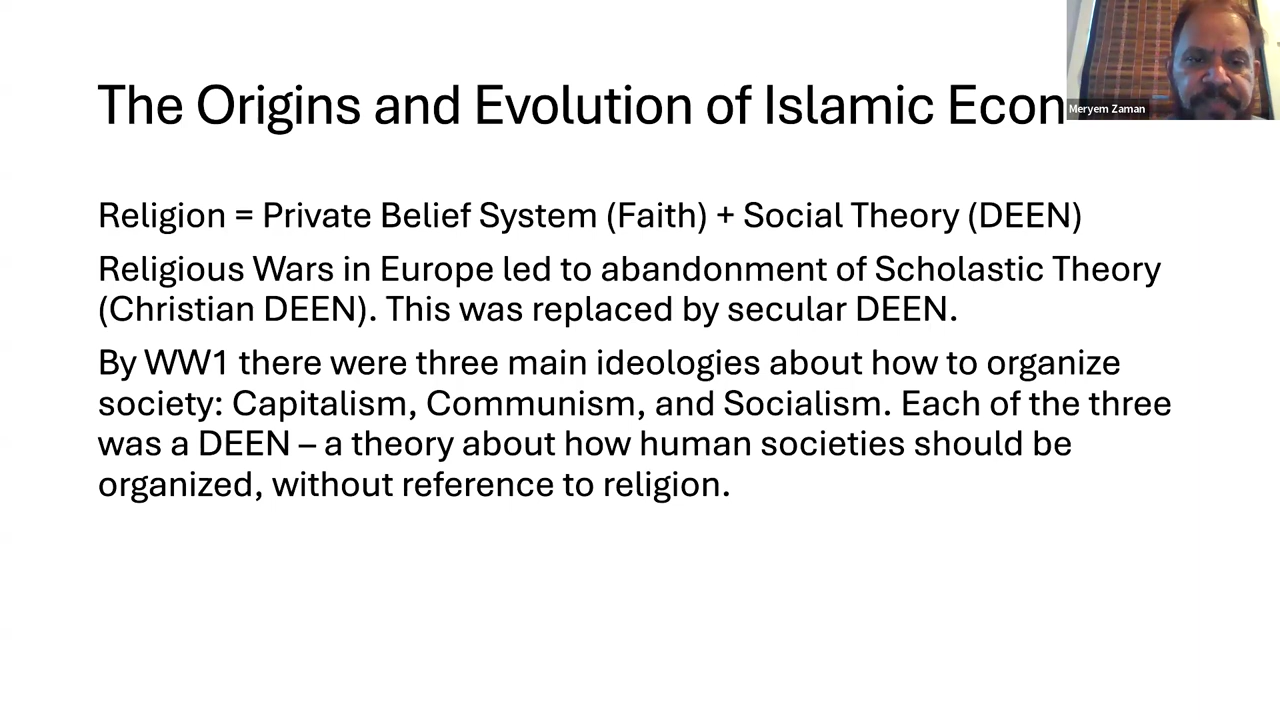 The Origins and Evolution of Islamic Econ
Meryem Zaman
Religion = Private Belief System (Faith) + Social Theory (DEEN)
Religious Wars in Europe led to abandonment of Scholastic Theory
(Christian DEEN). This was replaced by secular DEEN.
By WW1 there were three main ideologies about how to organize
society: Capitalism, Communism, and Socialism. Each of the three
was a DEEN – a theory about how human societies should be
organized, without reference to religion.